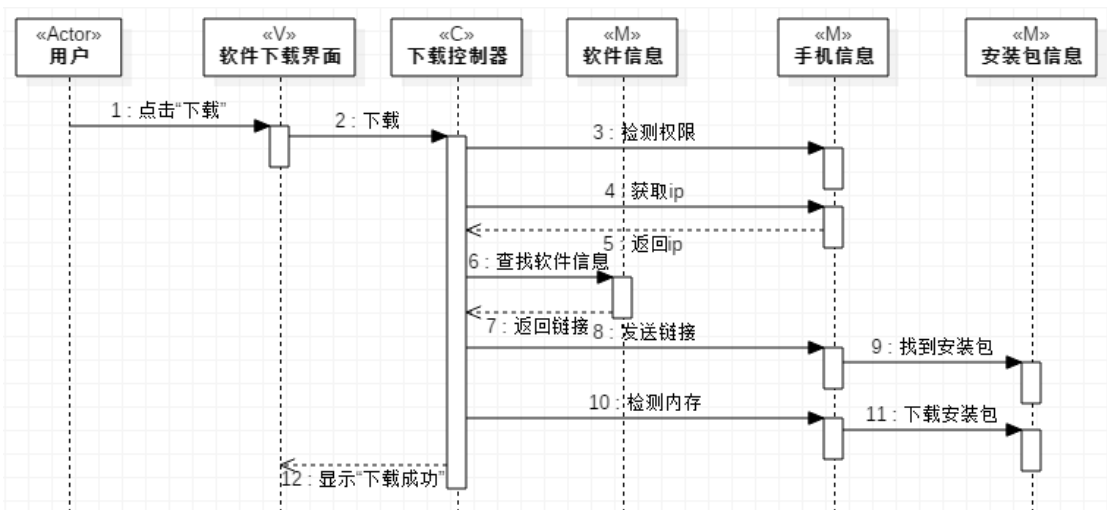 «Actor»
用户
«V»
软件下载界面
«C»
下载控制器
«M»
软件信息
«M»
手机信息
«M»
安装包信息
1 : 点击“下载”
2 : 下载
3 : 检测权限
4 : 获取ip
5 : 返回ip
6 : 查找软件信息
7 : 返回链接
8 : 发送链接
9 : 找到安装包
10 : 检测内存
11 : 下载安装包
12 : 显示“下载成功”